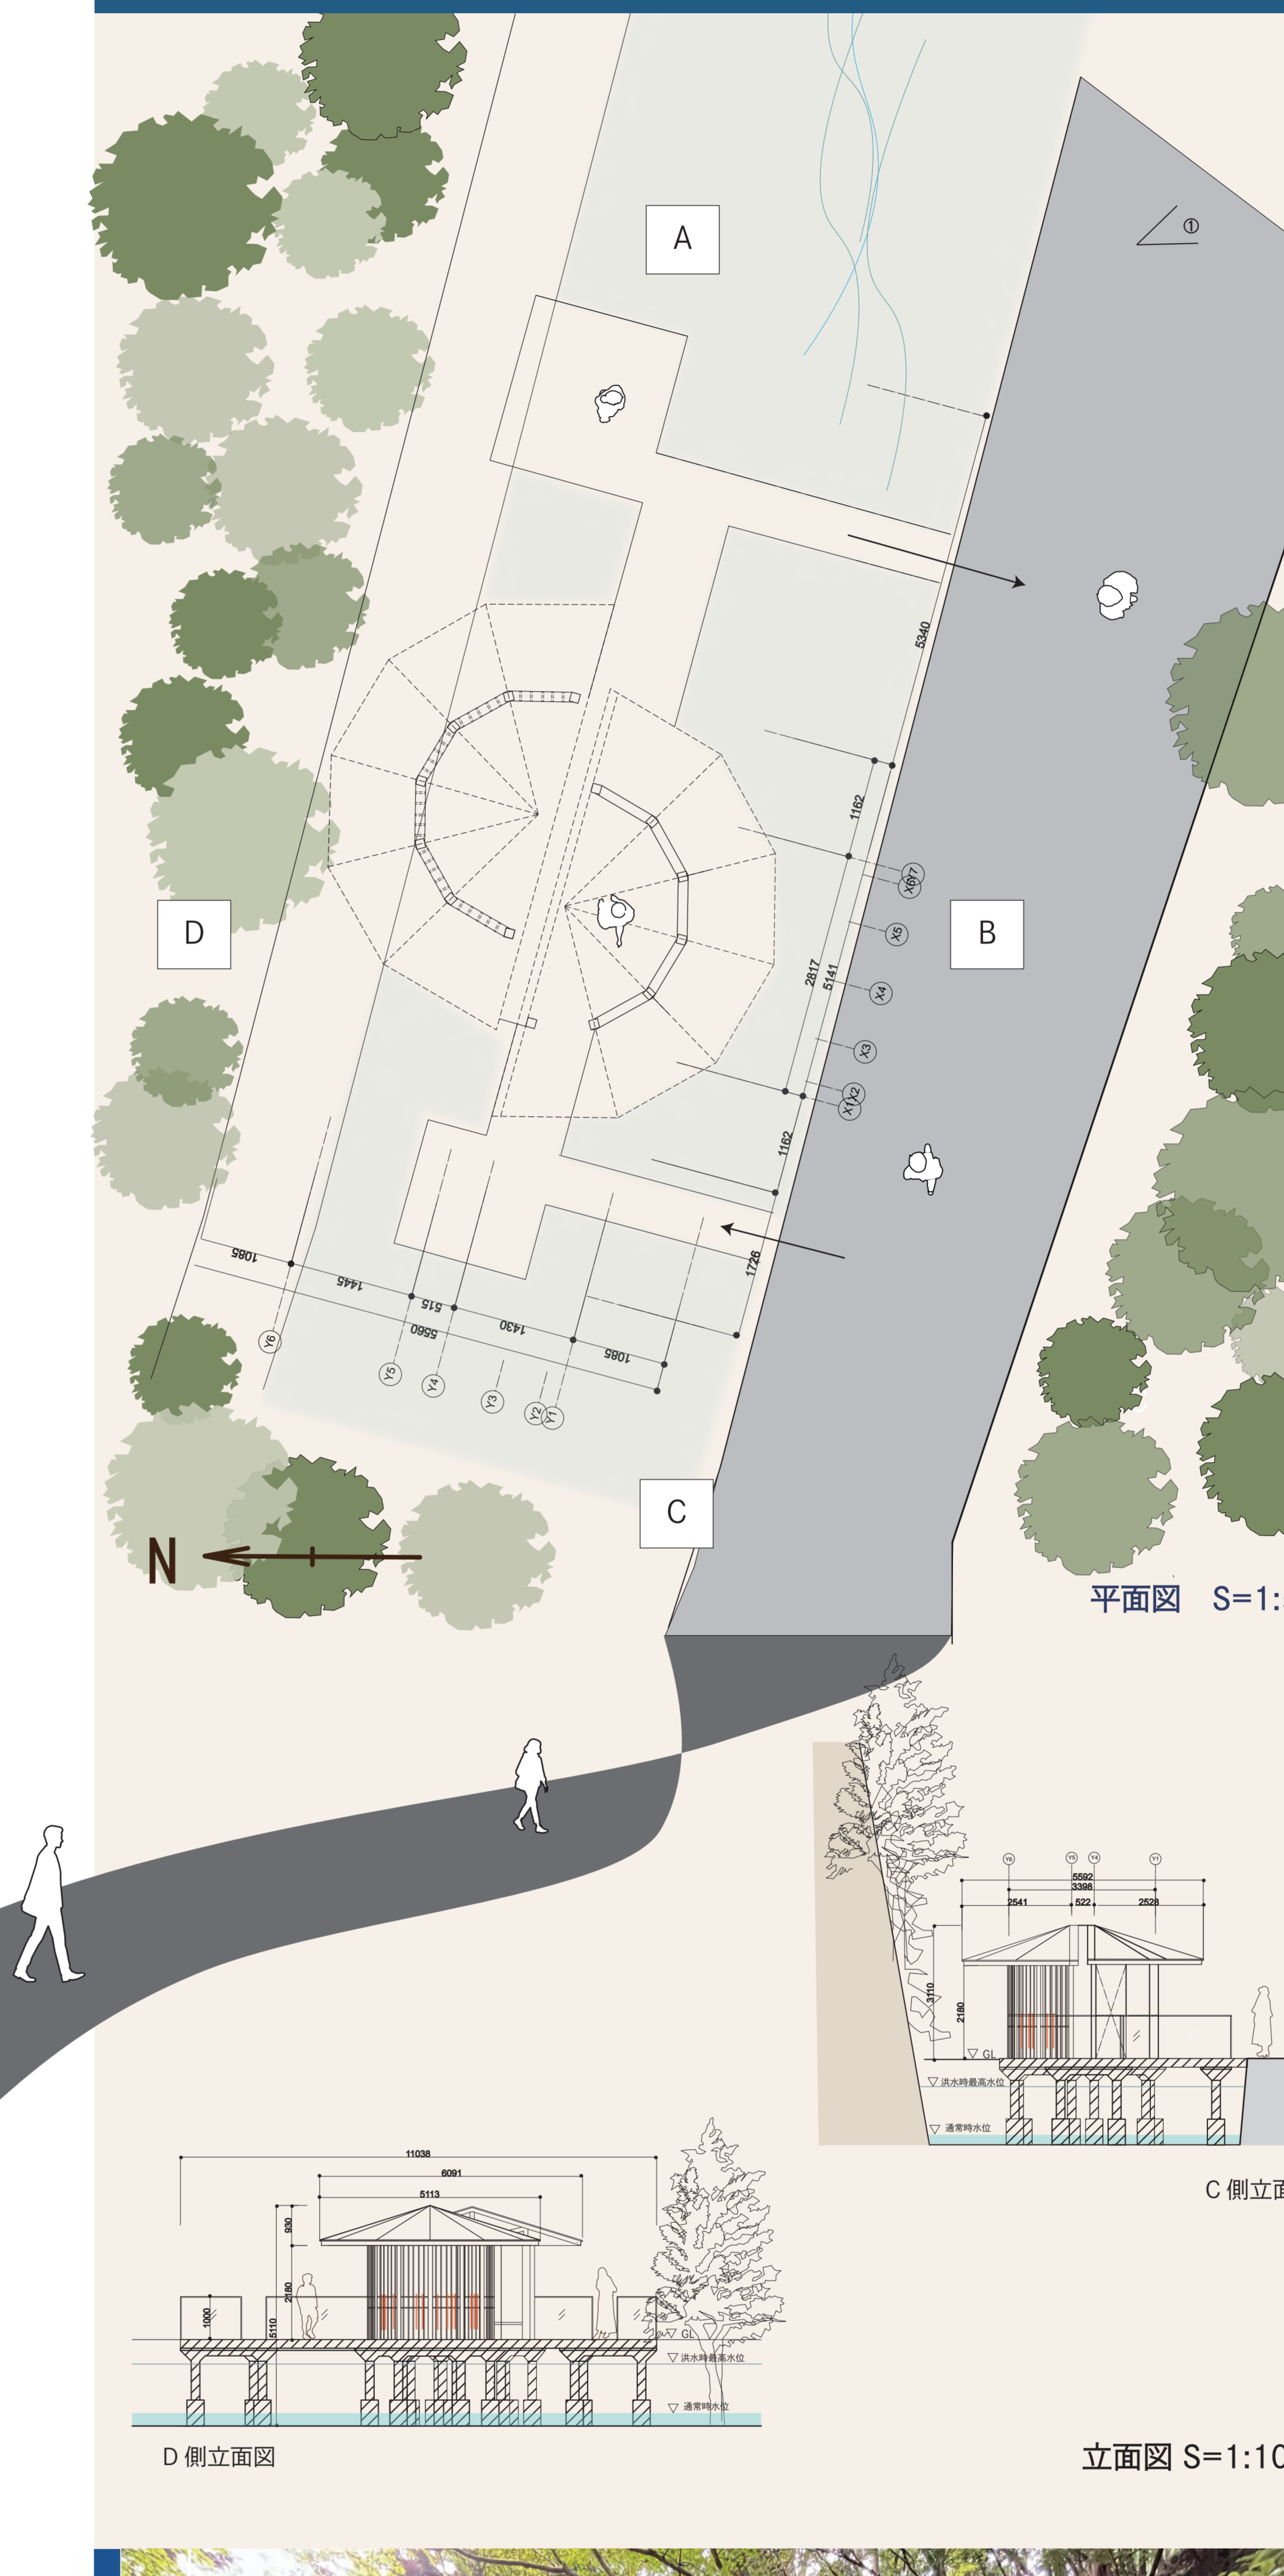 A
①
5340
1162
X6
Y7
X5
D
B
2817
5141
X4
X3
X2
X1
1162
1726
1085
1445
515
5560
1430
1085
Y6
Y5
Y4
Y3
Y2
Y1
C
N
平面図 S=1:
Y6
Y5
Y4
Y1
5592
3398
2541
522
2528
3110
2180
▽ GL
▽ 洪水時最高水位
▽ 通常時水位
C 側立
11038
6091
5113
930
2180
1000
5110
▽ GL
▽ 洪水時最高水位
▽ 通常時水位
D 側立面図
立面図 S=1:10